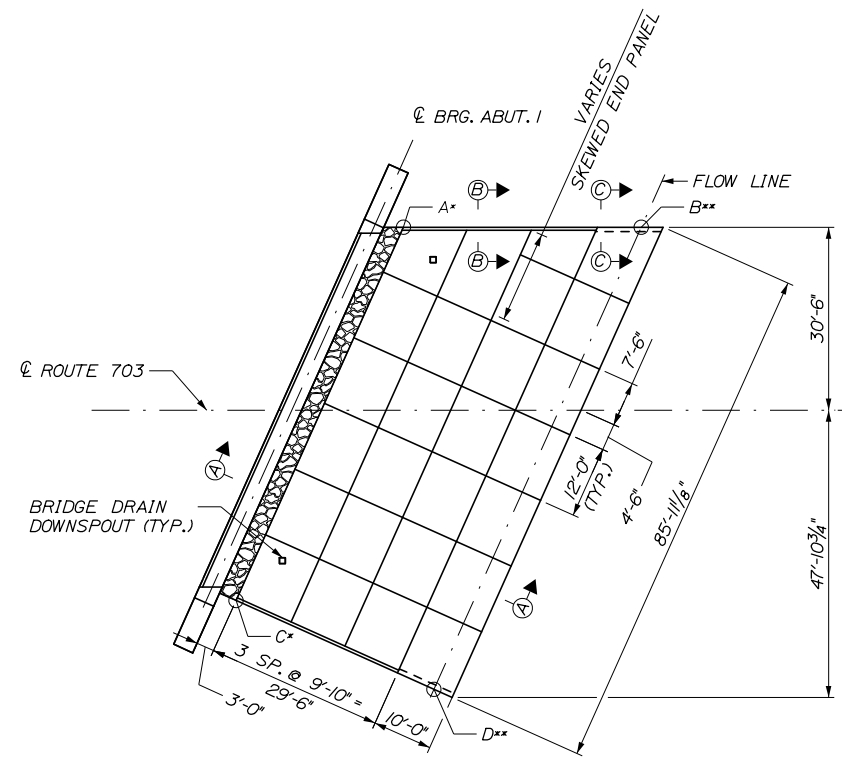 ℄ BRG. ABUT. 1
VARIES
SKEWED END PANEL
FLOW LINE
A*
B
C
B**
B
C
30'-6"
7'-6"
℄ ROUTE 703
A
12'-0"
(TYP.)
4'-6"
85'-11⅛"
BRIDGE DRAIN
DOWNSPOUT (TYP.)
47'-10¾"
A
C*
3 SP. @ 9'-10" =
29'-6"
3'-0"
10'-0"
D**